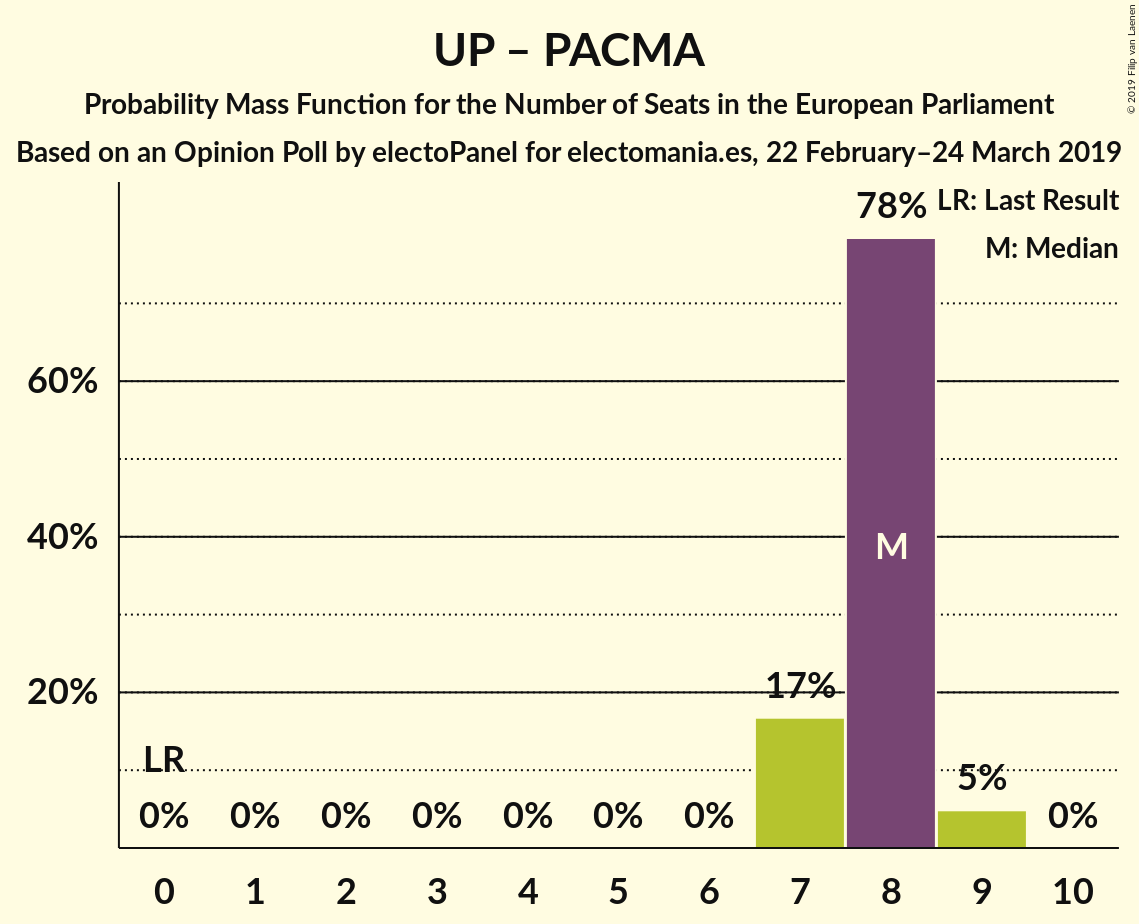 UP – PACMA
Probability Mass Function for the Number of Seats in the European Parliament
Based on an Opinion Poll by electoPanel for electomania.es, 22 February–24 March 2019
© 2019 Filip van Laenen
LR: Last Result
M: Median
60%
40%
20%
LR
0% 0% 0% 0% 0% 0% 0% 17% 78% 5% 0%
M
0 1 2 3 4 5 6 7 8 9 10